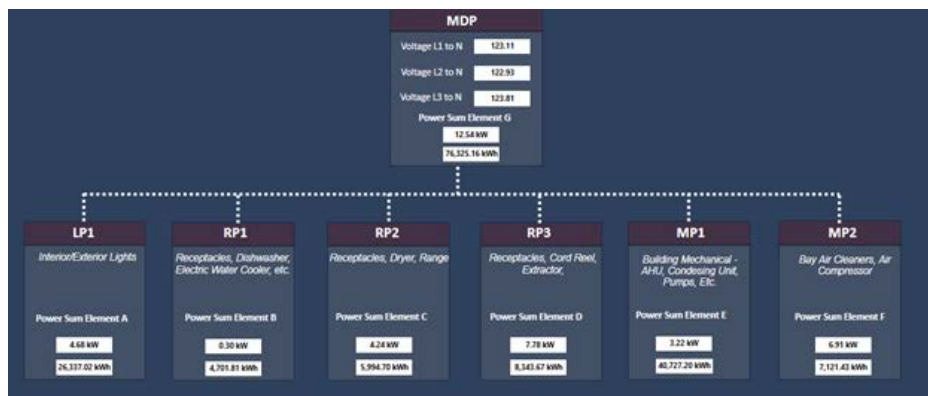 MDP
Voltage L1 to N 123.11
Voltage L2 to N 122.93
Voltage L3 to N 123.81
Power Sum Element G
12.54 kW
76,325.16 kWh
LP1
Interior/Exterior Lights
Power Sum Element A
4.68 kW
26,337.02 kWh
RP1
Receptacles, Dishwasher,
Electric Water Cooler, etc.
Power Sum Element B
0.30 kW
4,701.81 kWh
RP2
Receptacles, Dryer, Range
Power Sum Element C
4.24 kW
5,994.70 kWh
RP3
Receptacles, Cord Reel,
Extractor,
Power Sum Element D
7.78 kW
8,343.67 kWh
MP1
Building Mechanical -
AHU, Condesing Unit,
Pumps, Etc.
Power Sum Element E
3.22 kW
40,727.20 kWh
MP2
Bay Air Cleaners, Air
Compressor
Power Sum Element F
6.91 kW
7,121.43 kWh